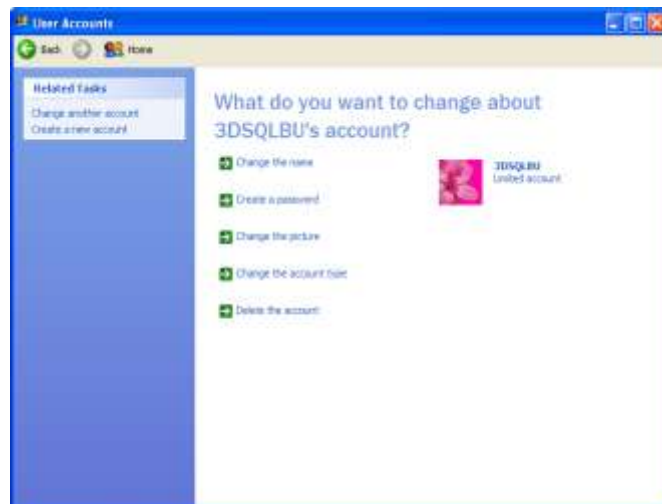 User Accounts
Back Home
Related Tasks
Change another account
Create a new account
What do you want to change about
3DSQLBU's account?
Change the name
3DSQLBU
Limited account
Create a password
Change the picture
Change the account type
Delete the account